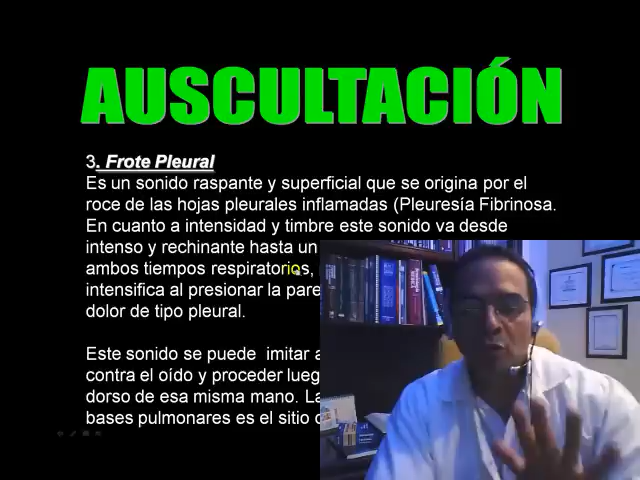 AUSCULTACIÓN
3. Frote Pleural
Es un sonido raspante y superficial que se origina por el
roce de las hojas pleurales inflamadas (Pleuresía Fibrinosa.
En cuanto a intensidad y timbre este sonido va desde
intenso y rechinante hasta un
ambos tiempos respiratorios,
intensifica al presionar la pare
dolor de tipo pleural.
Este sonido se puede imitar a
contra el oído y proceder lueg
dorso de esa misma mano. La
bases pulmonares es el sitio